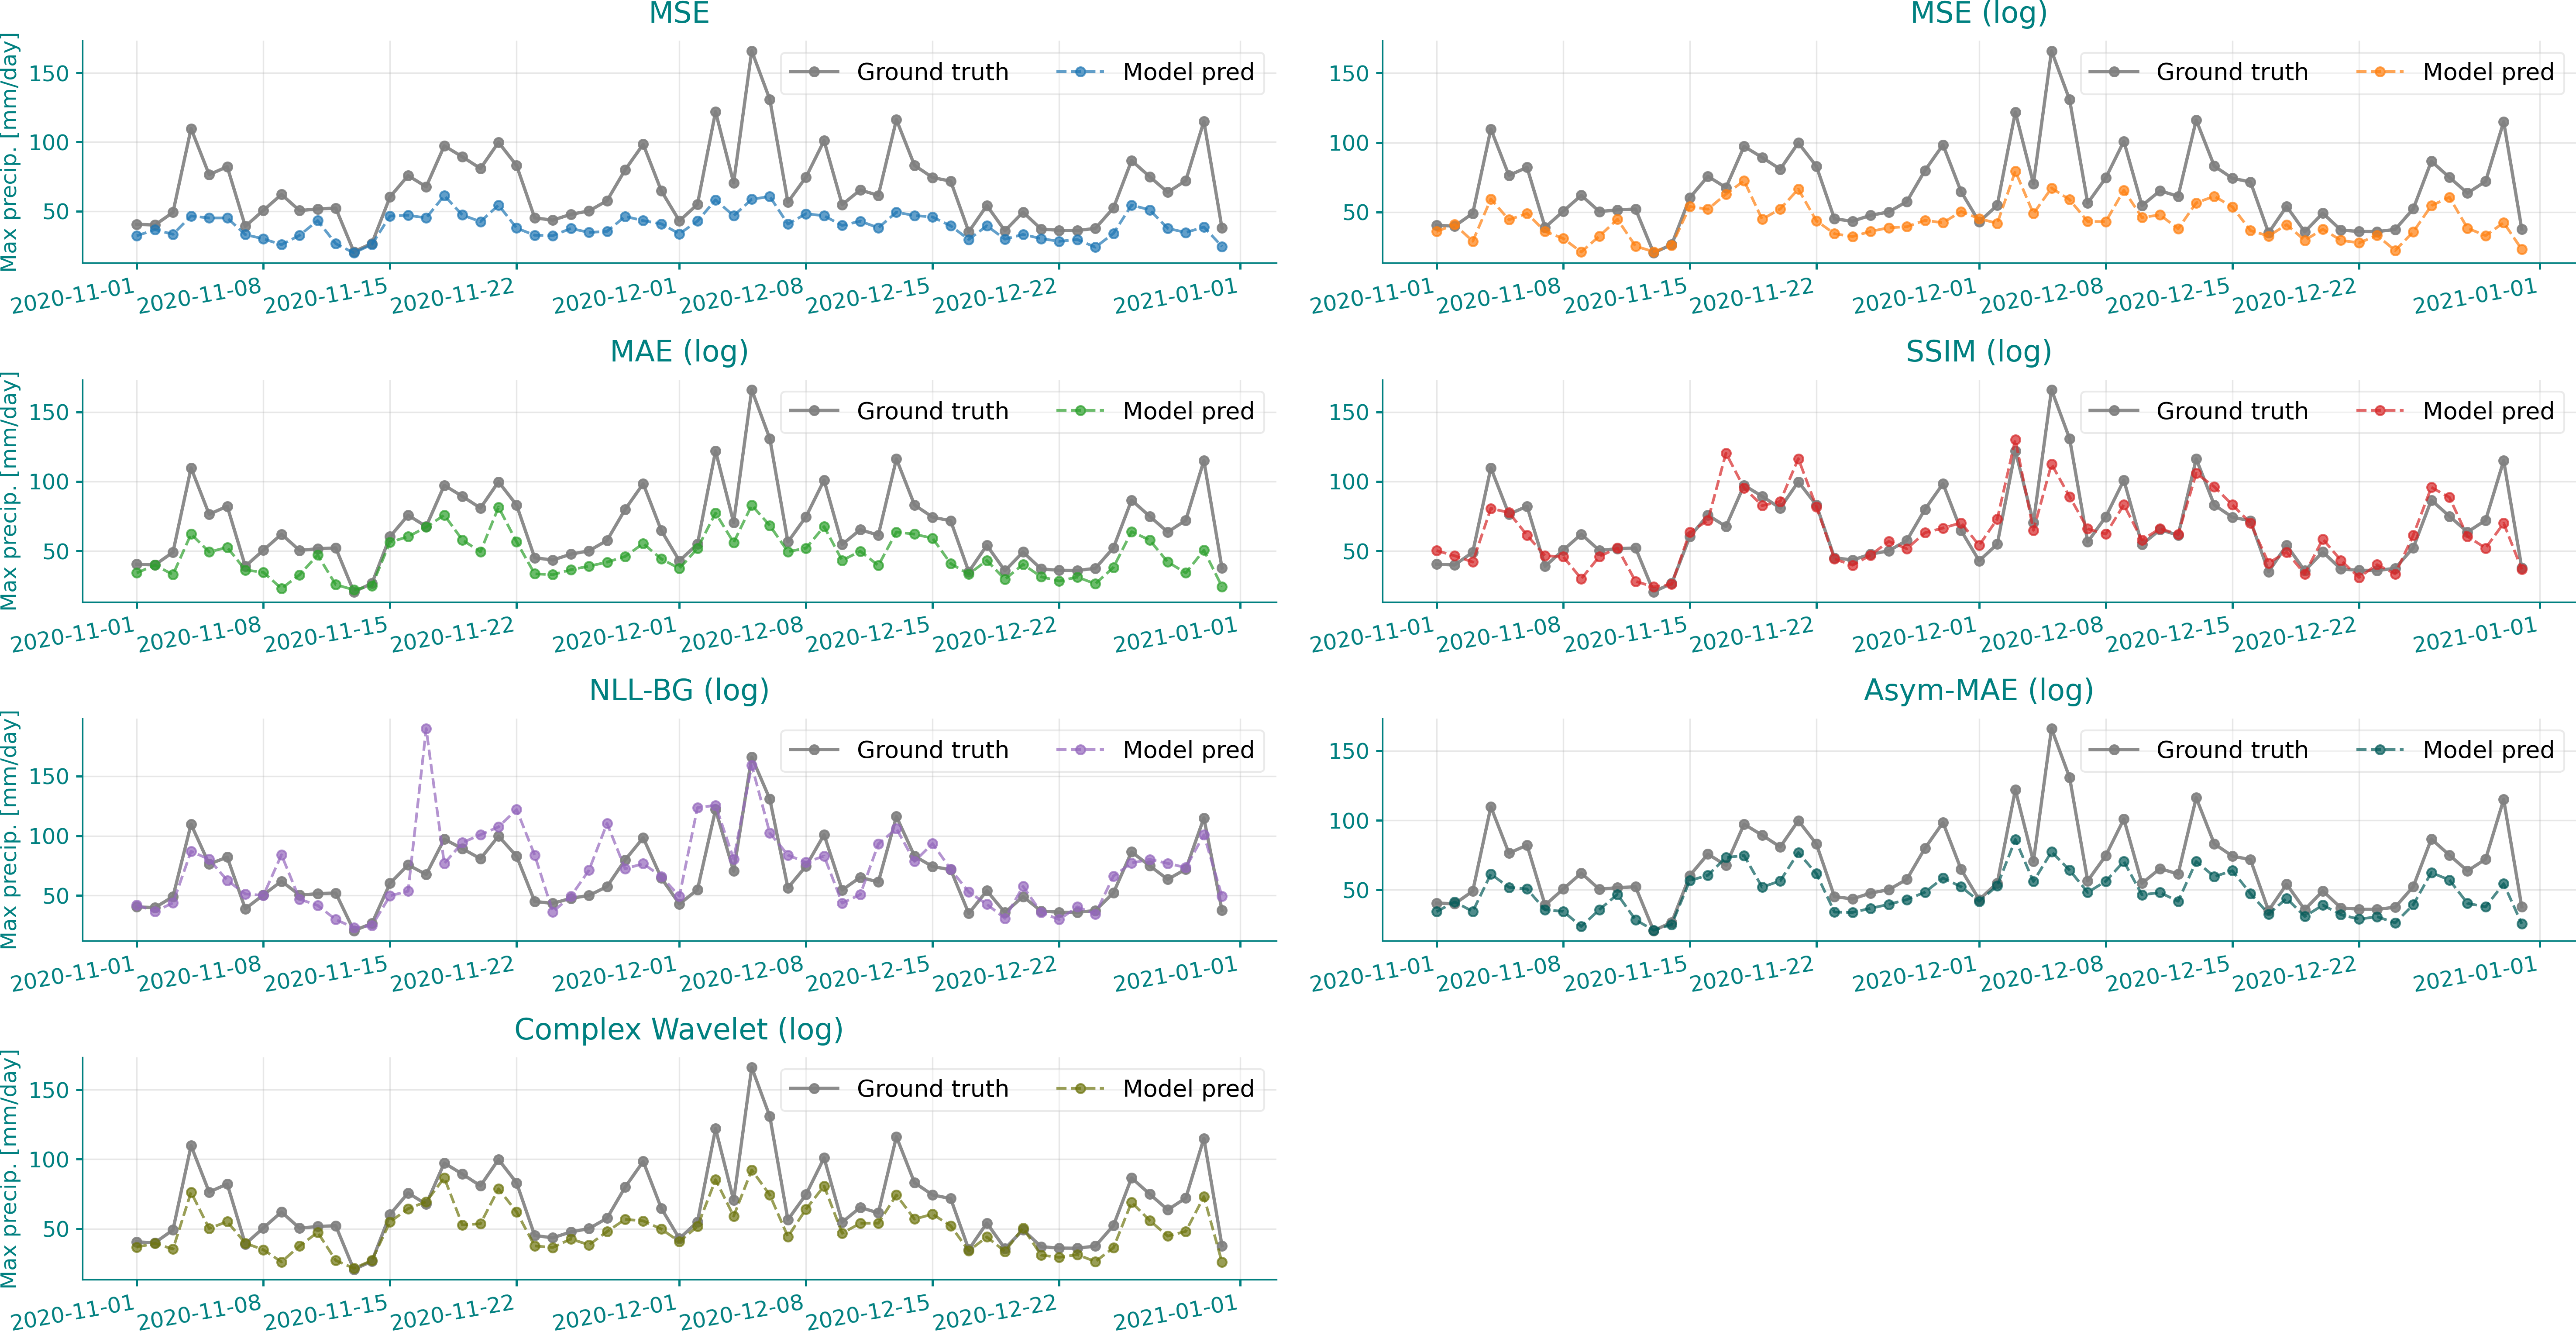 MSE
Max precip. [mm/day]
150
100
50
Ground truth Model pred
2020-11-01 2020-11-08 2020-11-15 2020-11-22 2020-12-01 2020-12-08 2020-12-15 2020-12-22 2021-01-01
MSE (log)
150
100
50
Ground truth Model pred
2020-11-01 2020-11-08 2020-11-15 2020-11-22 2020-12-01 2020-12-08 2020-12-15 2020-12-22 2021-01-01
MAE (log)
Max precip. [mm/day]
150
100
50
Ground truth Model pred
2020-11-01 2020-11-08 2020-11-15 2020-11-22 2020-12-01 2020-12-08 2020-12-15 2020-12-22 2021-01-01
SSIM (log)
150
100
50
Ground truth Model pred
2020-11-01 2020-11-08 2020-11-15 2020-11-22 2020-12-01 2020-12-08 2020-12-15 2020-12-22 2021-01-01
NLL-BG (log)
Max precip. [mm/day]
150
100
50
Ground truth Model pred
2020-11-01 2020-11-08 2020-11-15 2020-11-22 2020-12-01 2020-12-08 2020-12-15 2020-12-22 2021-01-01
Asym-MAE (log)
150
100
50
Ground truth Model pred
2020-11-01 2020-11-08 2020-11-15 2020-11-22 2020-12-01 2020-12-08 2020-12-15 2020-12-22 2021-01-01
Complex Wavelet (log)
Max precip. [mm/day]
150
100
50
Ground truth Model pred
2020-11-01 2020-11-08 2020-11-15 2020-11-22 2020-12-01 2020-12-08 2020-12-15 2020-12-22 2021-01-01